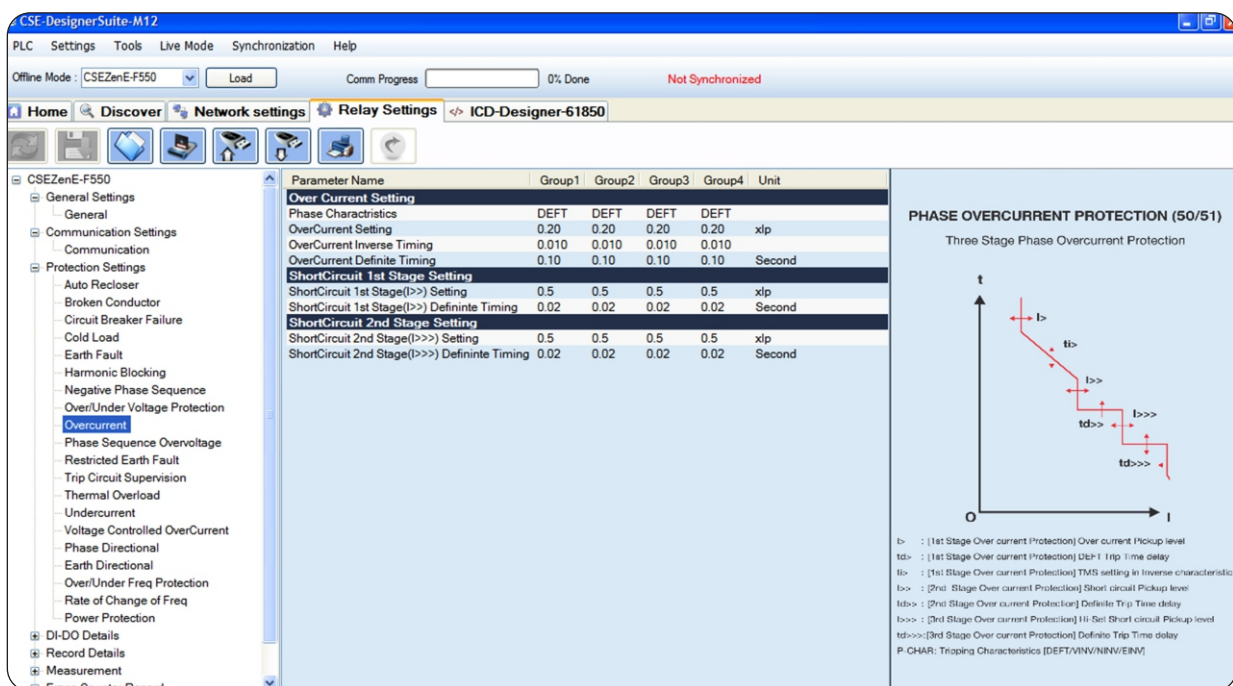 CSE-DesignerSuite-M12
PLC Settings Tools Live Mode Synchronization Help
Offline Mode : CSEZenE-F550 Load Comm Progress 0% Done Not Synchronized
Home Discover Network settings Relay Settings </> ICD-Designer-61850
CSEZenE-F550
General Settings
General
Communication Settings
Communication
Protection Settings
Auto Recloser
Broken Conductor
Circuit Breaker Failure
Cold Load
Earth Fault
Harmonic Blocking
Negative Phase Sequence
Over/Under Voltage Protection
Overcurrent
Phase Sequence Overvoltage
Restricted Earth Fault
Trip Circuit Supervision
Thermal Overload
Undercurrent
Voltage Controlled OverCurrent
Phase Directional
Earth Directional
Over/Under Freq Protection
Rate of Change of Freq
Power Protection
DI-DO Details
Record Details
Measurement
Parameter Name Group1 Group2 Group3 Group4 Unit
Over Current Setting
Phase Charactristics DEFT DEFT DEFT DEFT
OverCurrent Setting 0.20 0.20 0.20 0.20 xIp
OverCurrent Inverse Timing 0.010 0.010 0.010 0.010
OverCurrent Definite Timing 0.10 0.10 0.10 0.10 Second
ShortCircuit 1st Stage Setting
ShortCircuit 1st Stage(I>>) Setting 0.5 0.5 0.5 0.5 xIp
ShortCircuit 1st Stage(I>>) Defininte Timing 0.02 0.02 0.02 0.02 Second
ShortCircuit 2nd Stage Setting
ShortCircuit 2nd Stage(I>>>) Setting 0.5 0.5 0.5 0.5 xIp
ShortCircuit 2nd Stage(I>>>) Defininte Timing 0.02 0.02 0.02 0.02 Second
PHASE OVERCURRENT PROTECTION (50/51)
Three Stage Phase Overcurrent Protection
t
I>
ti>
I>>
I>>>
td>>
td>>>
O
I
I> : [1st Stage Over current Protection] Over current Pickup level
td> : [1st Stage Over current Protection] DEFT Trip Time delay
ti> : [1st Stage Over current Protection] TMS setting in Inverse characteristic
I>> : [2nd Stage Over current Protection] Short circuit Pickup level
td>> : [2nd Stage Over current Protection] Definite Trip Time delay
I>>> : [3rd Stage Over current Protection] Hi-Set Short circuit Pickup level
td>>>:[3rd Stage Over current Protection] Definite Trip Time delay
P-CHAR: Tripping Characteristics [DEFT/VINV/NINV/EINV]